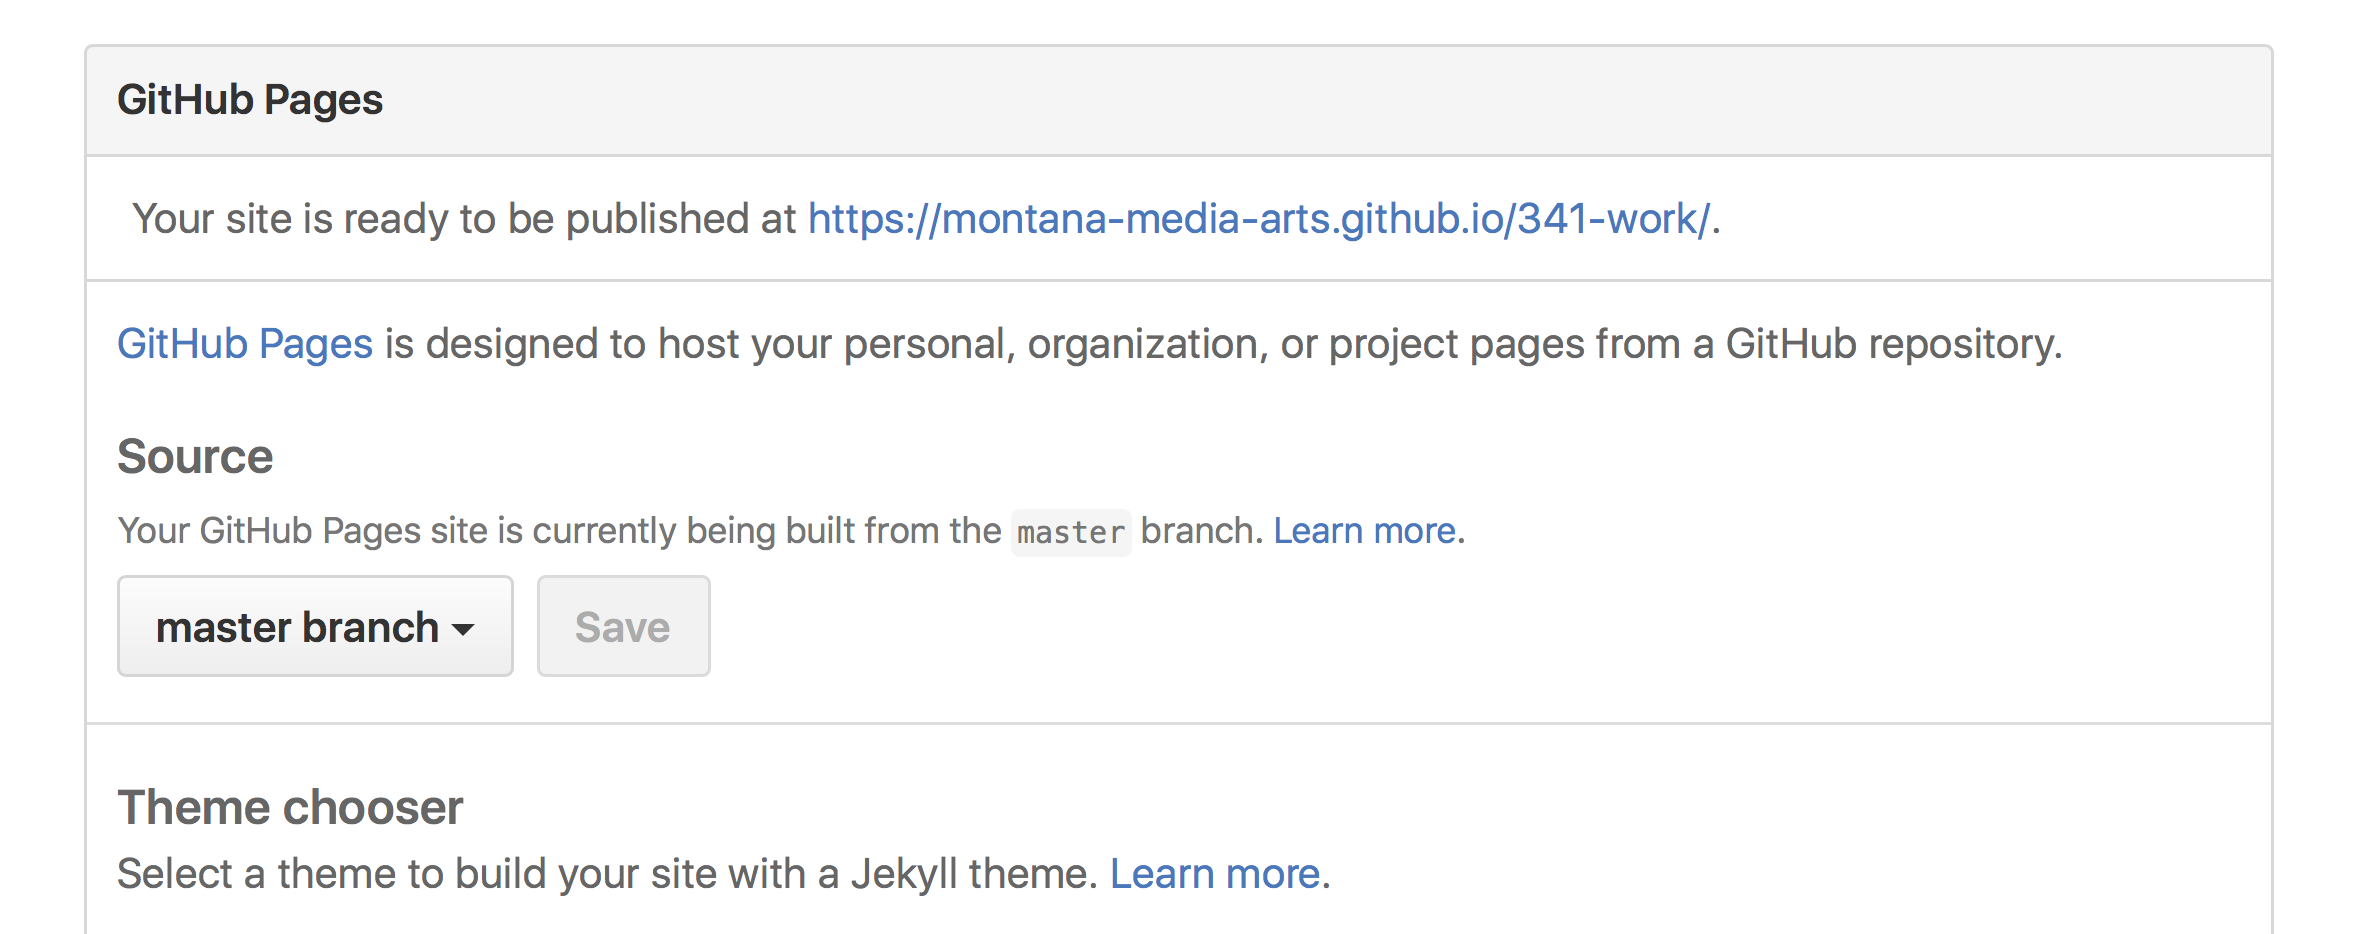 GitHub Pages
Your site is ready to be published at https://montana-media-arts.github.io/341-work/.
GitHub Pages is designed to host your personal, organization, or project pages from a GitHub repository.
Source
Your GitHub Pages site is currently being built from the master branch. Learn more.
master branch Save
Theme chooser
Select a theme to build your site with a Jekyll theme. Learn more.